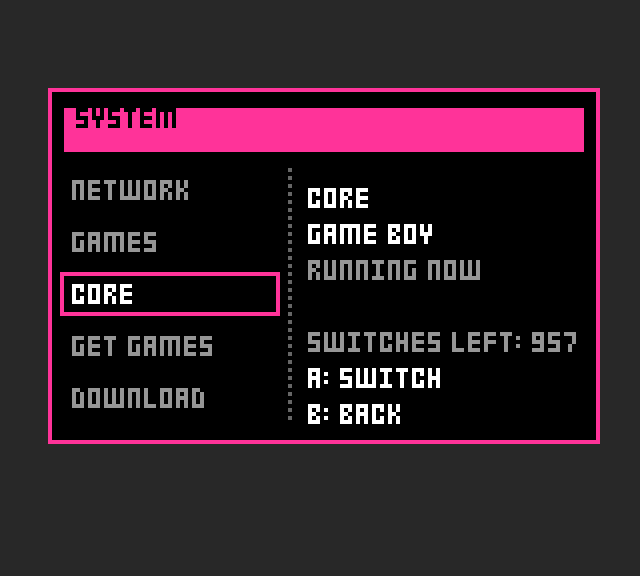 SYSTEM
NETWORK
GAMES
CORE
GET GAMES
DOWNLOAD
CORE
GAME BOY
RUNNING NOW
SWITCHES LEFT: 957
A: SWITCH
B: BACK